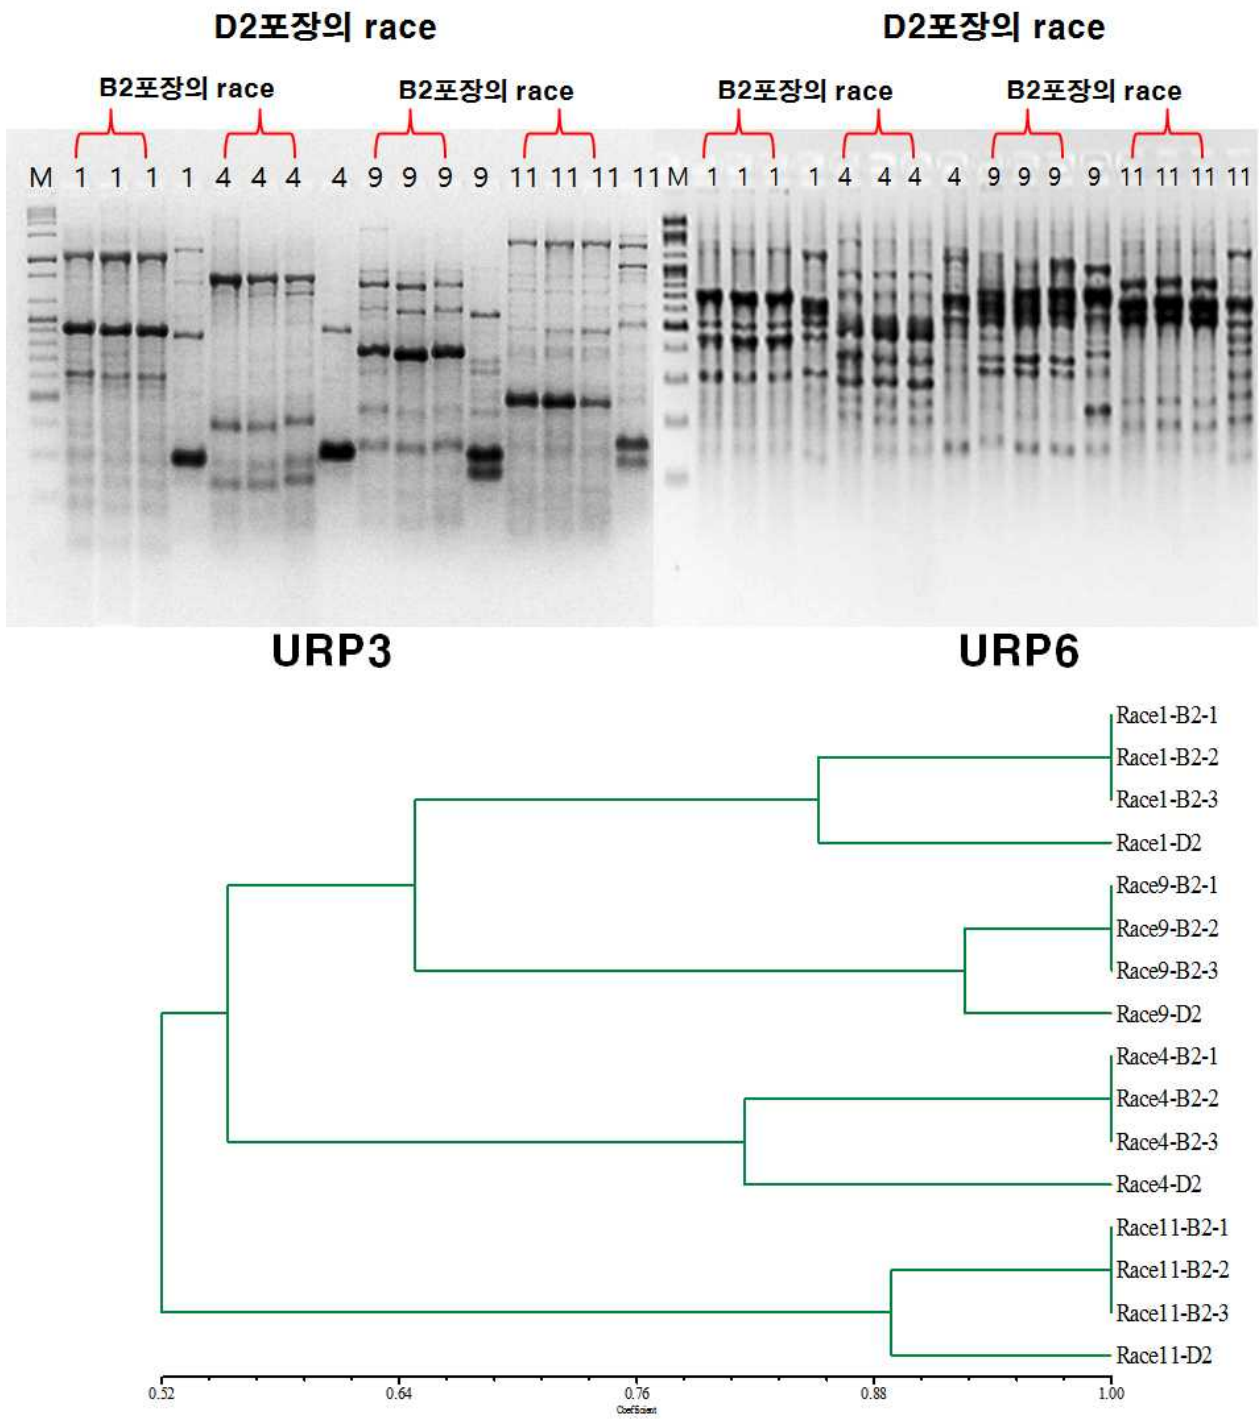 D2포장의 race D2포장의 race
B2포장의 race B2포장의 race B2포장의 race B2포장의 race
M 1 1 1 1 4 4 4 4 9 9 9 9 11 11 11 11 M 1 1 1 1 4 4 4 4 9 9 9 9 11 11 11 11
URP3 URP6
Race1-B2-1
Race1-B2-2
Race1-B2-3
Race1-D2
Race9-B2-1
Race9-B2-2
Race9-B2-3
Race9-D2
Race4-B2-1
Race4-B2-2
Race4-B2-3
Race4-D2
Race11-B2-1
Race11-B2-2
Race11-B2-3
Race11-D2
0.52 0.64 0.76 0.88 1.00
Coefficient